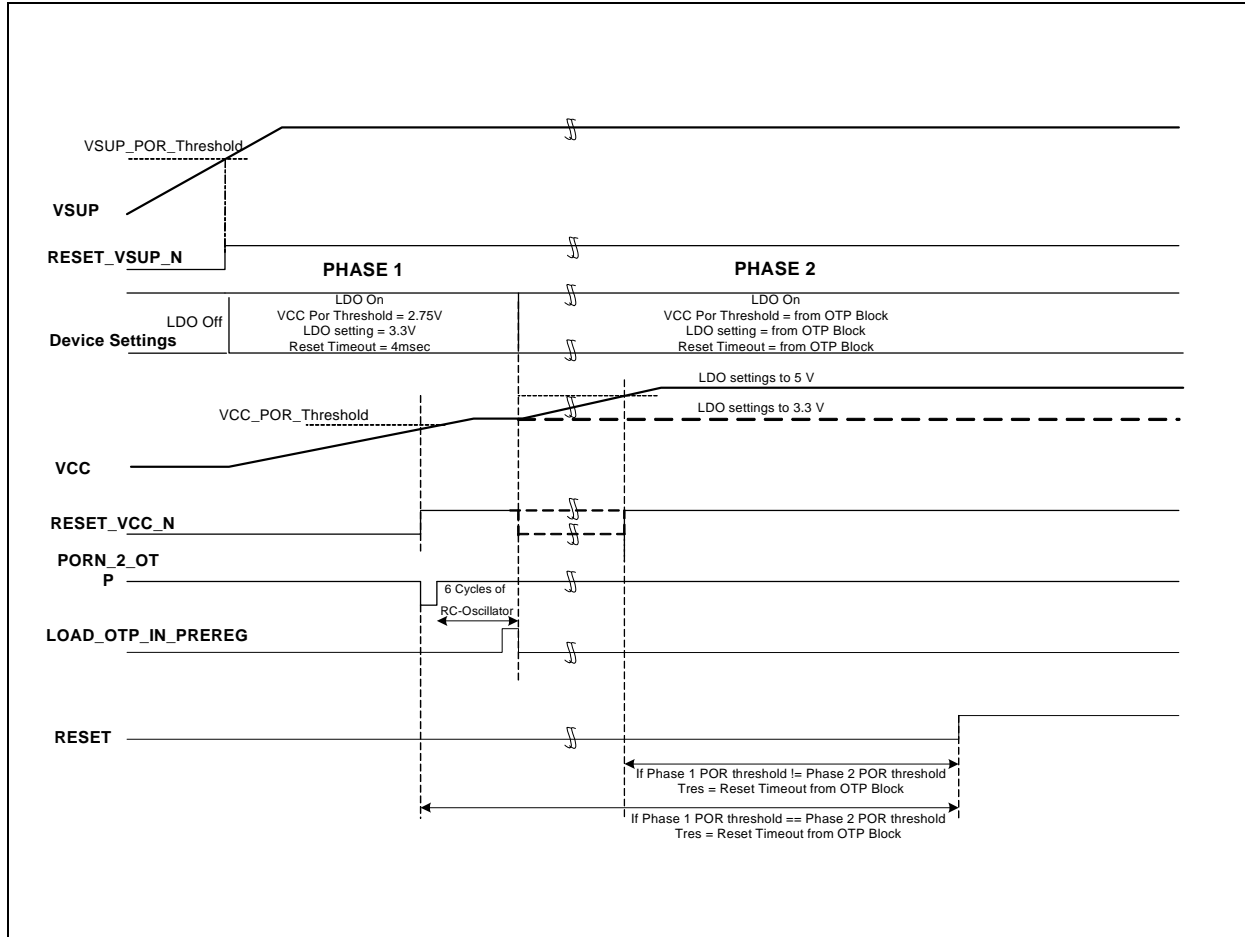 VSUP_POR_Threshold
VSUP
RESET_VSUP_N
PHASE 1
PHASE 2
LDO Off
Device Settings
LDO On
VCC Por Threshold = 2.75V
LDO setting = 3.3V
Reset Timeout = 4msec
LDO On
VCC Por Threshold = from OTP Block
LDO setting = from OTP Block
Reset Timeout = from OTP Block
LDO settings to 5 V
LDO settings to 3.3 V
VCC_POR_Threshold
VCC
RESET_VCC_N
PORN_2_OT
P
6 Cycles of
RC-Oscillator
LOAD_OTP_IN_PREREG
RESET
If Phase 1 POR threshold != Phase 2 POR threshold
Tres = Reset Timeout from OTP Block
If Phase 1 POR threshold == Phase 2 POR threshold
Tres = Reset Timeout from OTP Block